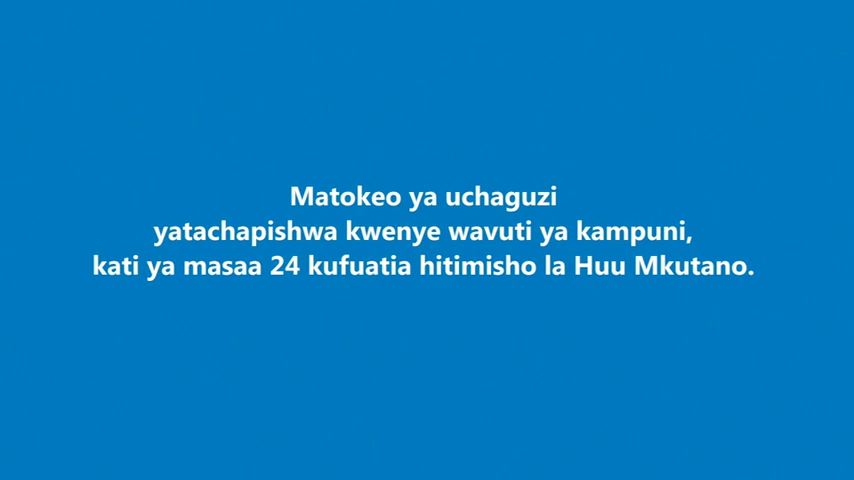 Matokeo ya uchaguzi
yatachapishwa kwenye wavuti ya kampuni,
kati ya masaa 24 kufuatia hitimisho la Huu Mkutano.